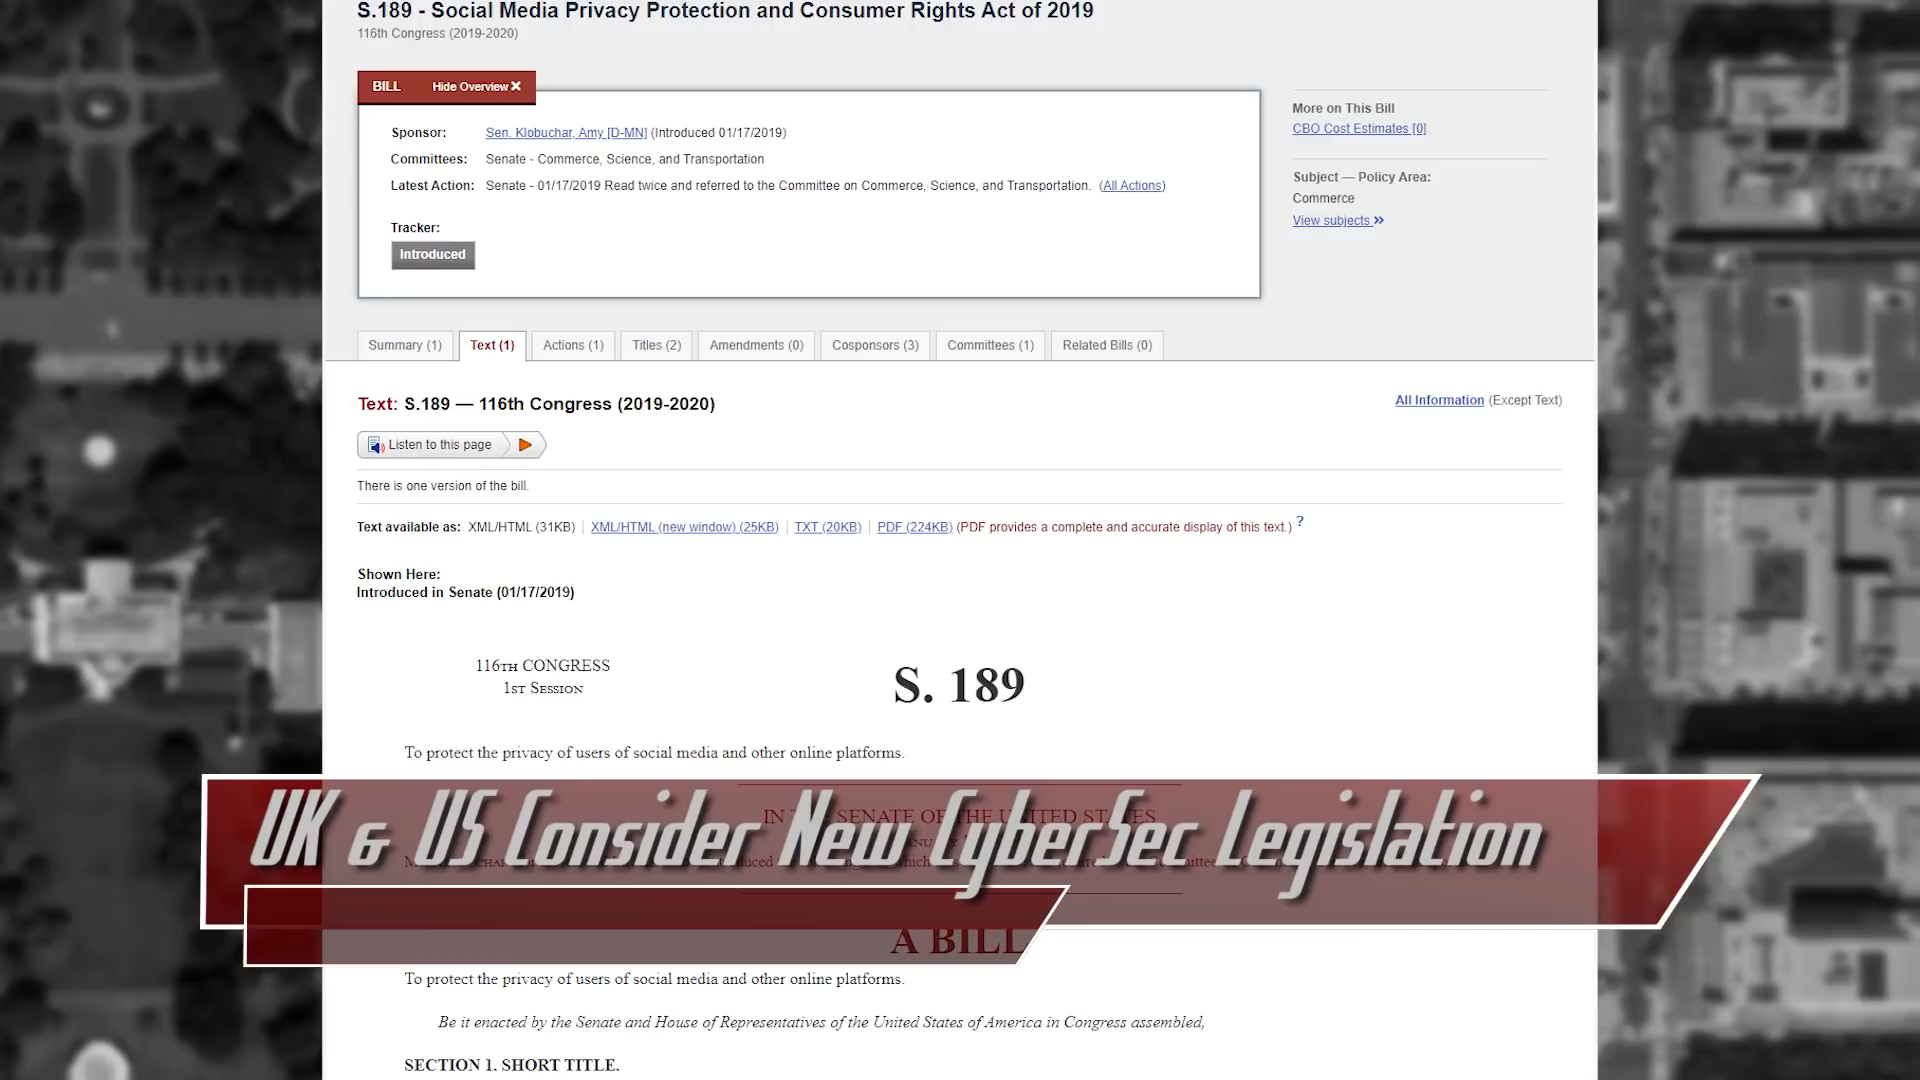 S.189 - Social Media Privacy Protection and Consumer Rights Act of 2019
116th Congress (2019-2020)
BILL Hide Overview
Sponsor: Sen. Klobuchar, Amy [D-MN] (Introduced 01/17/2019)
Committees: Senate - Commerce, Science, and Transportation
Latest Action: Senate - 01/17/2019 Read twice and referred to the Committee on Commerce, Science, and Transportation. (All Actions)
Tracker:
Introduced
More on This Bill
CBO Cost Estimates [0]
Subject — Policy Area:
Commerce
View subjects »
Summary (1) Text (1) Actions (1) Titles (2) Amendments (0) Cosponsors (3) Committees (1) Related Bills (0)
Text: S.189 — 116th Congress (2019-2020)
All Information (Except Text)
Listen to this page
There is one version of the bill.
Text available as: XML/HTML (31KB) | XML/HTML (new window) (25KB) | TXT (20KB) | PDF (224KB) (PDF provides a complete and accurate display of this text.) ?
Shown Here:
Introduced in Senate (01/17/2019)
116TH CONGRESS
1ST SESSION
S. 189
To protect the privacy of users of social media and other online platforms.
IN THE SENATE OF THE UNITED STATES
UK & US Consider New CyberSec Legislation
A BILL
To protect the privacy of users of social media and other online platforms.
Be it enacted by the Senate and House of Representatives of the United States of America in Congress assembled,
SECTION 1. SHORT TITLE.